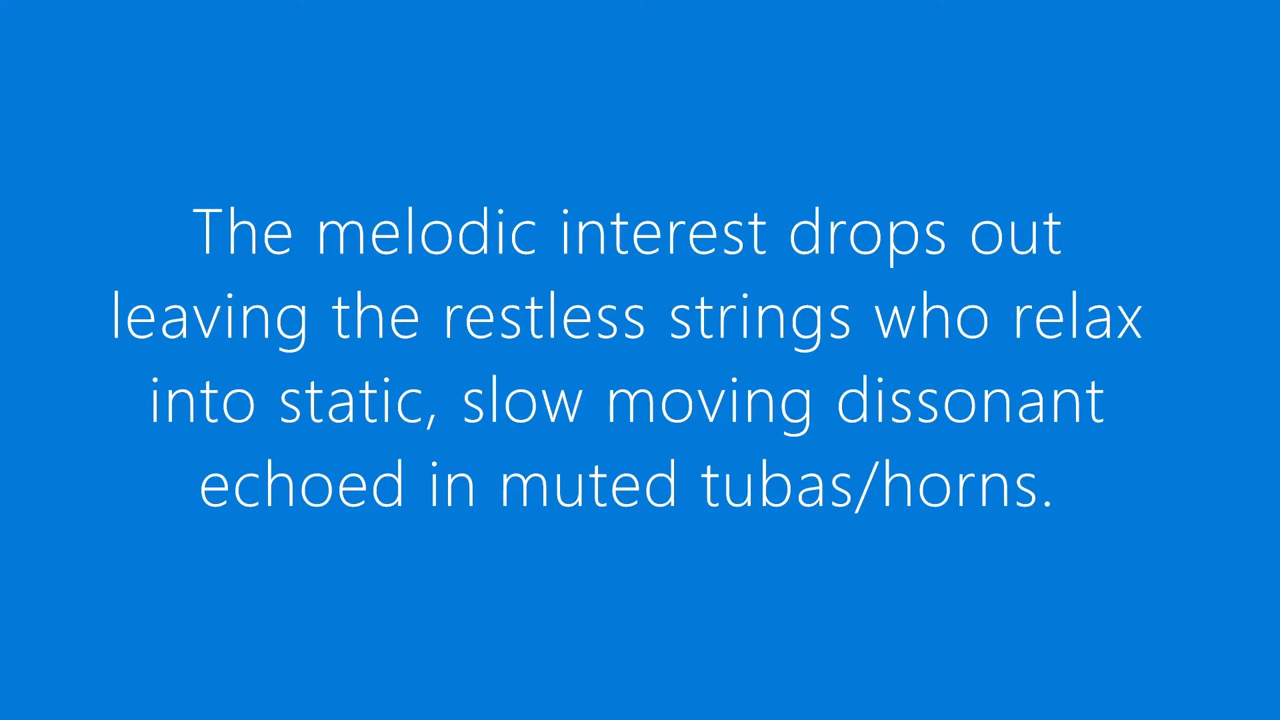 The melodic interest drops out
leaving the restless strings who relax
into static, slow moving dissonant
echoed in muted tubas/horns.